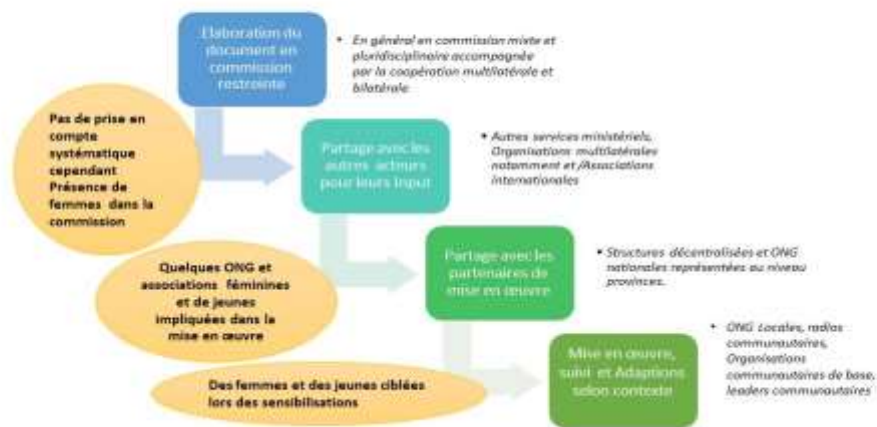 Elaboration du
document en
commission
restreinte
• En général en commission mixte et
pluridisciplinaire accompagnée
par la coopération multilatérale et
bilatérale
Pas de prise en
compte
systématique
cependant
Présence de
femmes dans la
commission
Partage avec les
autres acteurs
pour leurs Input
• Autres services ministériels,
Organisations multilatérales
notamment et /Associations
internationales
Quelques ONG et
associations féminines
et de jeunes
impliquées dans la
mise en œuvre
Partage avec les
partenaires de
mise en œuvre
• Structures décentralisées et ONG
nationales représentées au niveau
provinces.
Des femmes et des jeunes ciblées
lors des sensibilisations
Mise en œuvre,
suivi et Adaptions
selon contexte
• ONG Locales, radios
communautaires,
Organisations
communautaires de base,
leaders communautaires